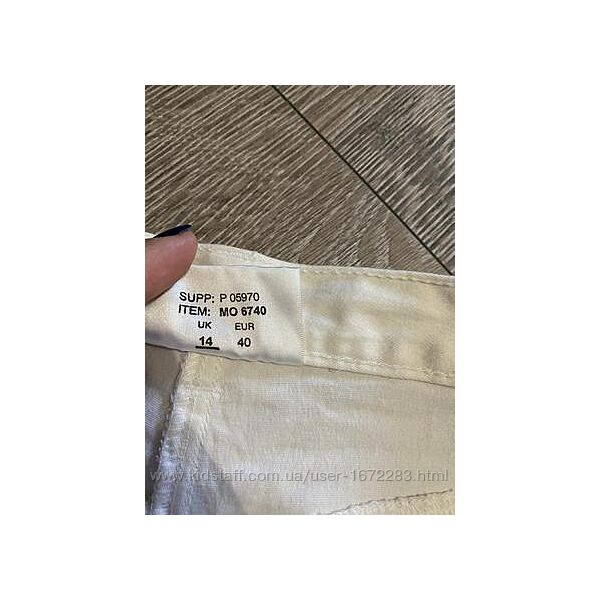 SUPP: P 05970
ITEM: MO 6740
UK EUR
14 40
www.kidstaff.com.ua/user-1672283.html